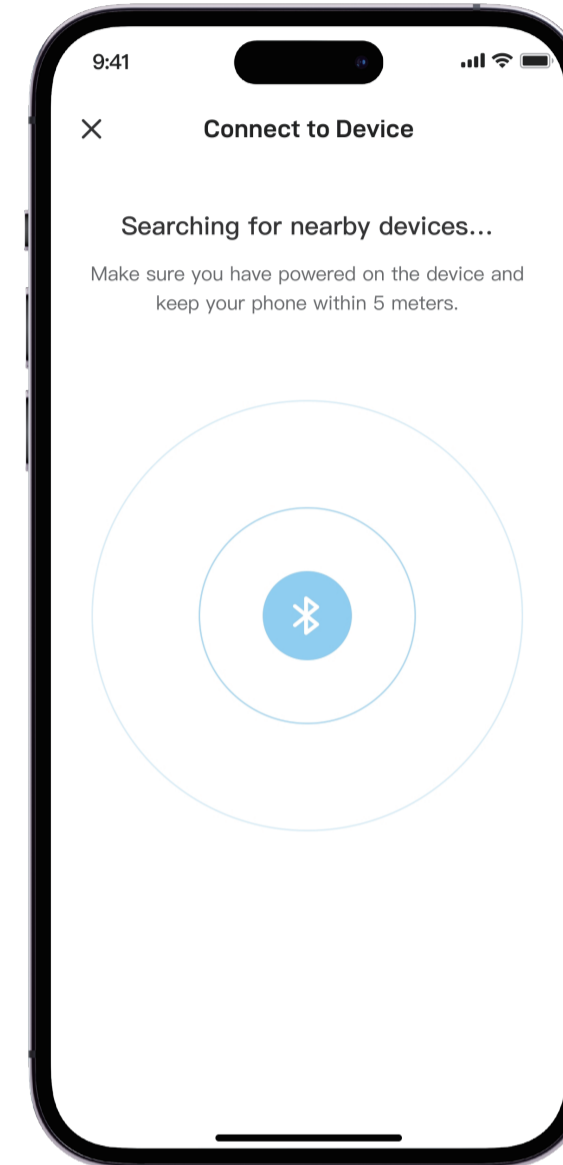 9:41
Connect to Device
Searching for nearby devices...
Make sure you have powered on the device and
keep your phone within 5 meters.